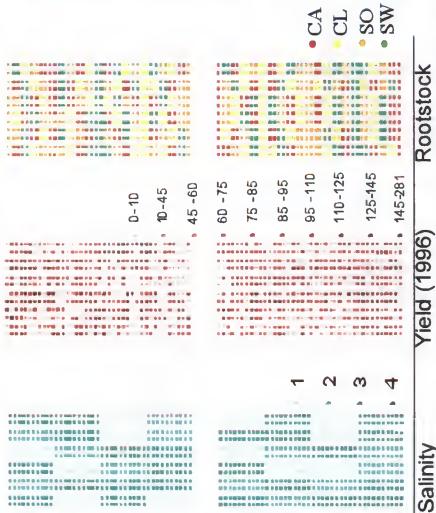 Salinity
1
2
3
4
Yield (1996)
0-10
10-45
45-60
60-75
75-85
85-95
95-110
110-125
125-145
145-281
Rootstock
CA
CL
SO
SW